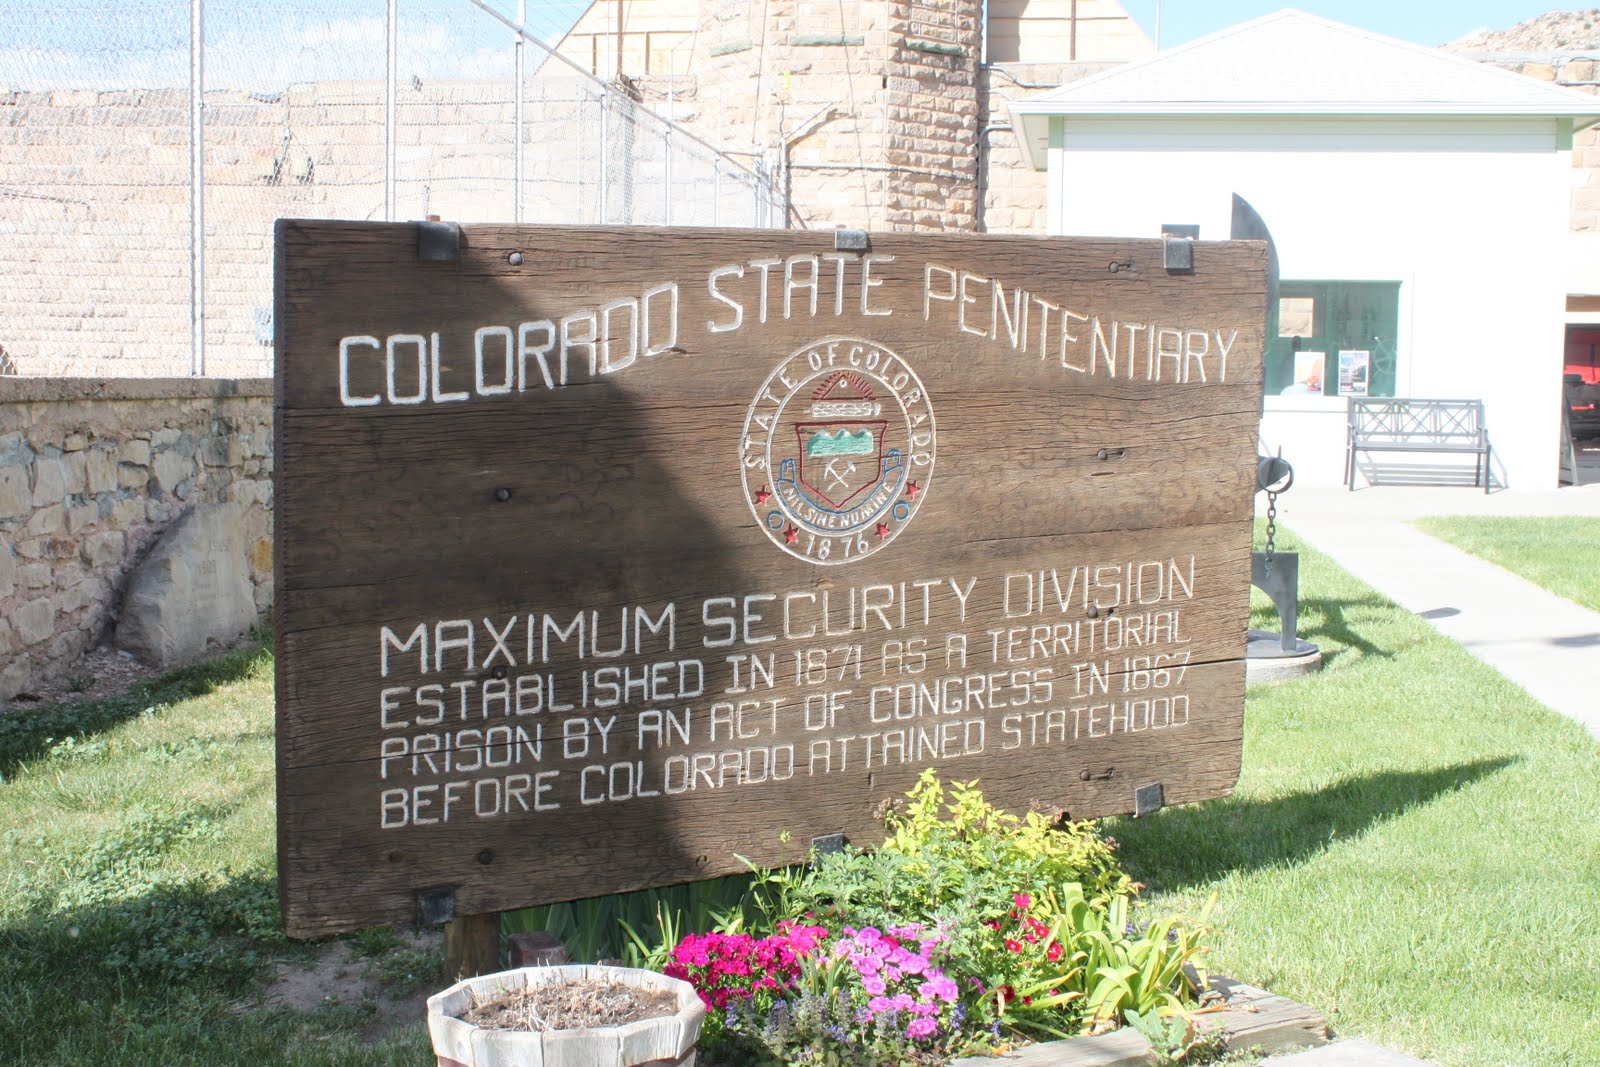 COLORADO STATE PENITENTIARY
STATE OF COLORADO
NIL SINE NUMINE
1876
MAXIMUM SECURITY DIVISION
ESTABLISHED IN 1871 AS A TERRITORIAL
PRISON BY AN ACT OF CONGRESS IN 1867
BEFORE COLORADO ATTAINED STATEHOOD